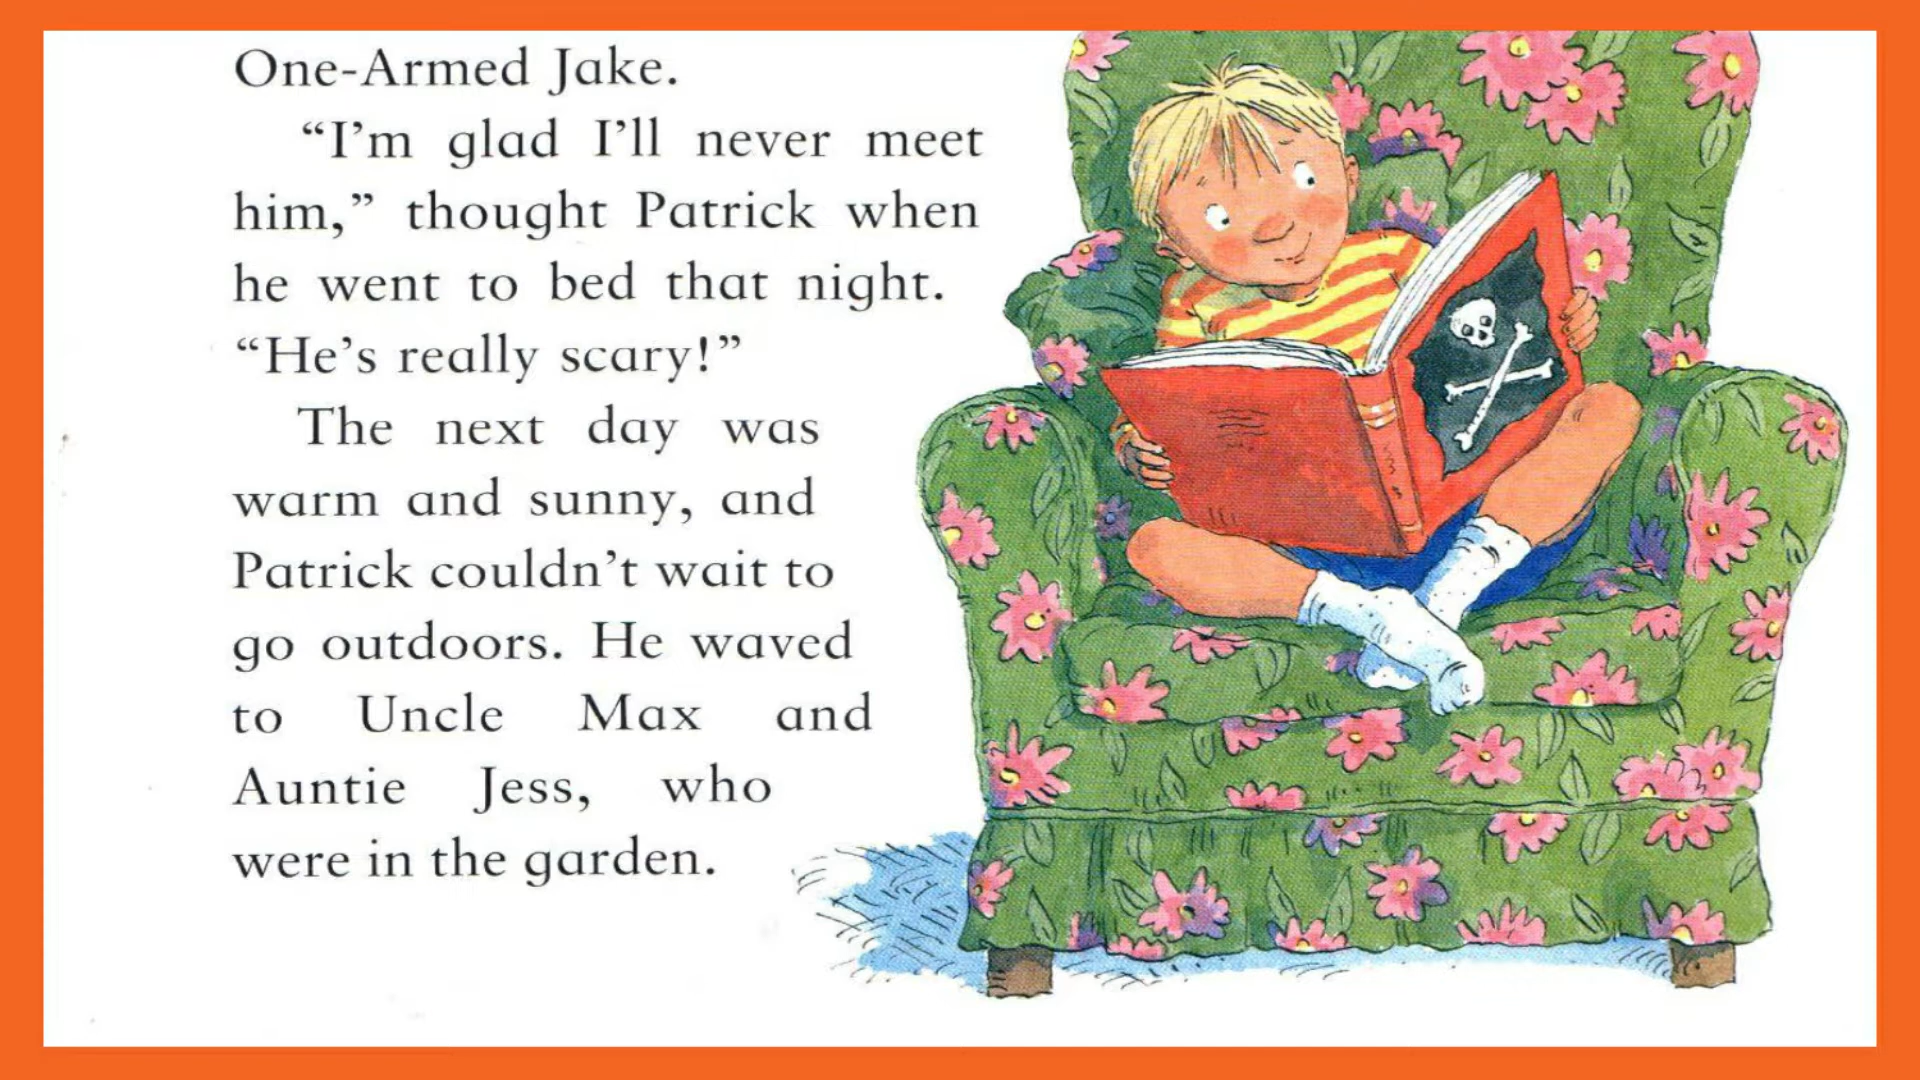 One-Armed Jake.
“I’m glad I’ll never meet
him,” thought Patrick when
he went to bed that night.
“He’s really scary!”
The next day was
warm and sunny, and
Patrick couldn’t wait to
go outdoors. He waved
to Uncle Max and
Auntie Jess, who
were in the garden.